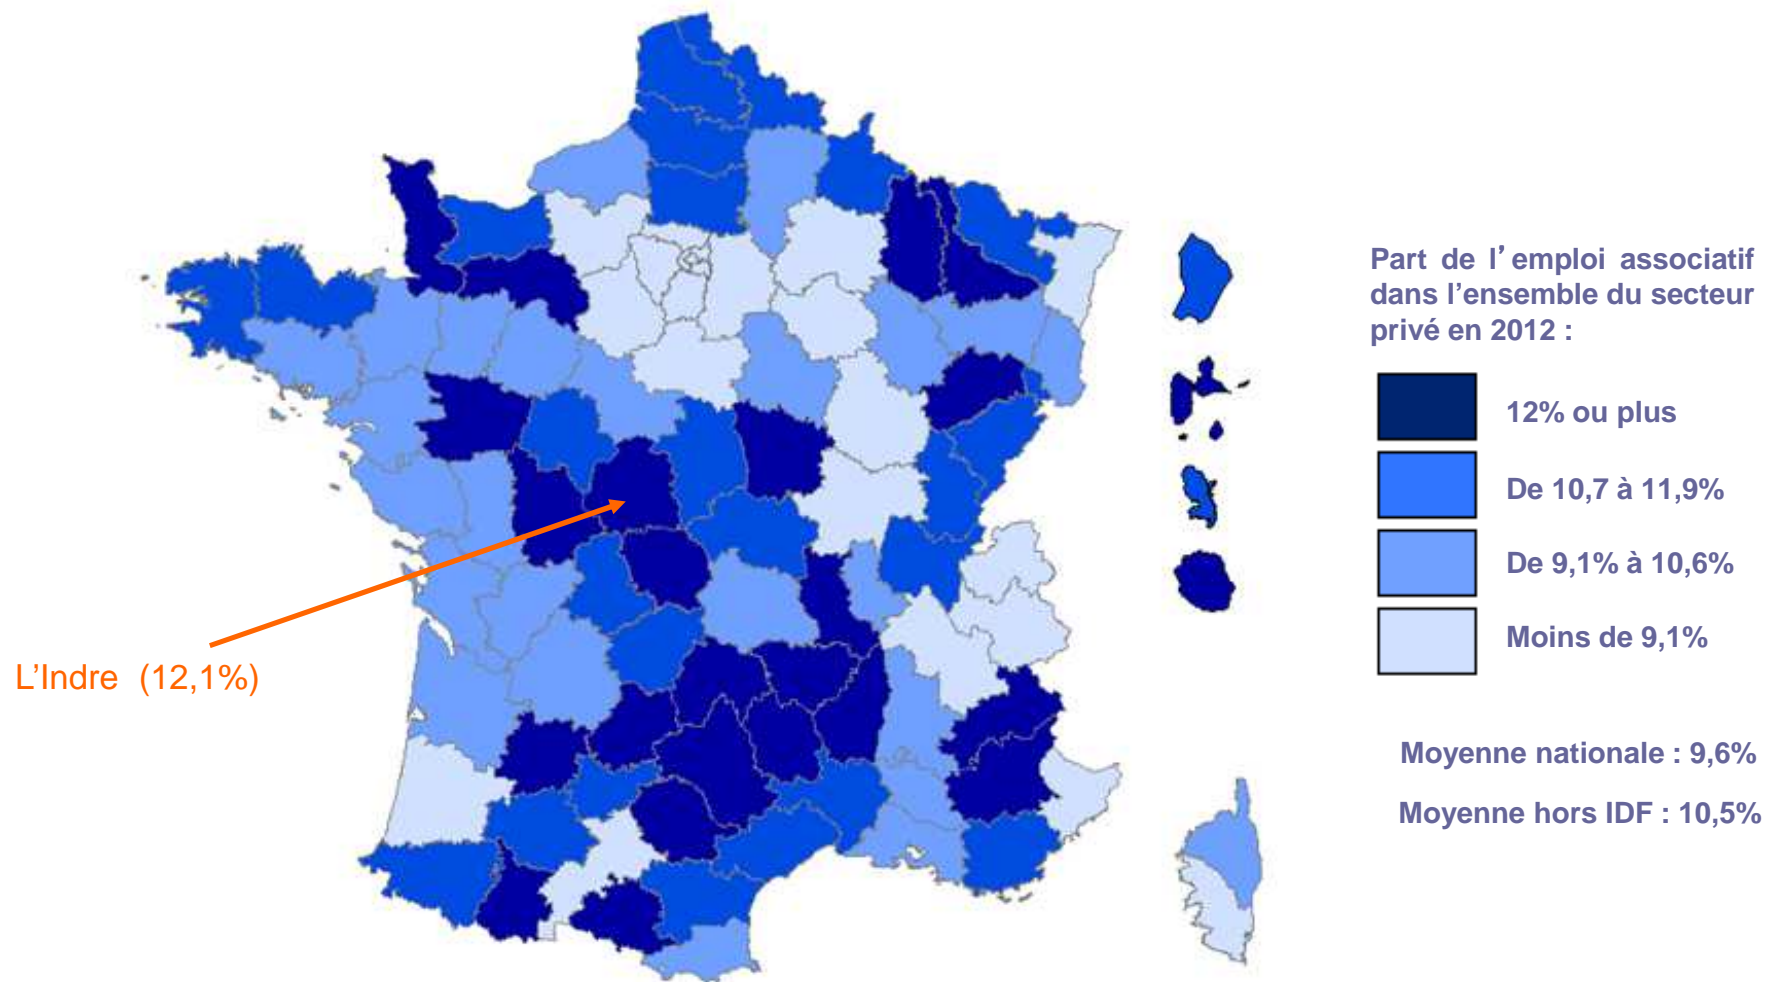 L'Indre (12,1%)
Part de l'emploi associatif
dans l'ensemble du secteur
privé en 2012 :
12% ou plus
De 10,7 à 11,9%
De 9,1% à 10,6%
Moins de 9,1%
Moyenne nationale : 9,6%
Moyenne hors IDF : 10,5%